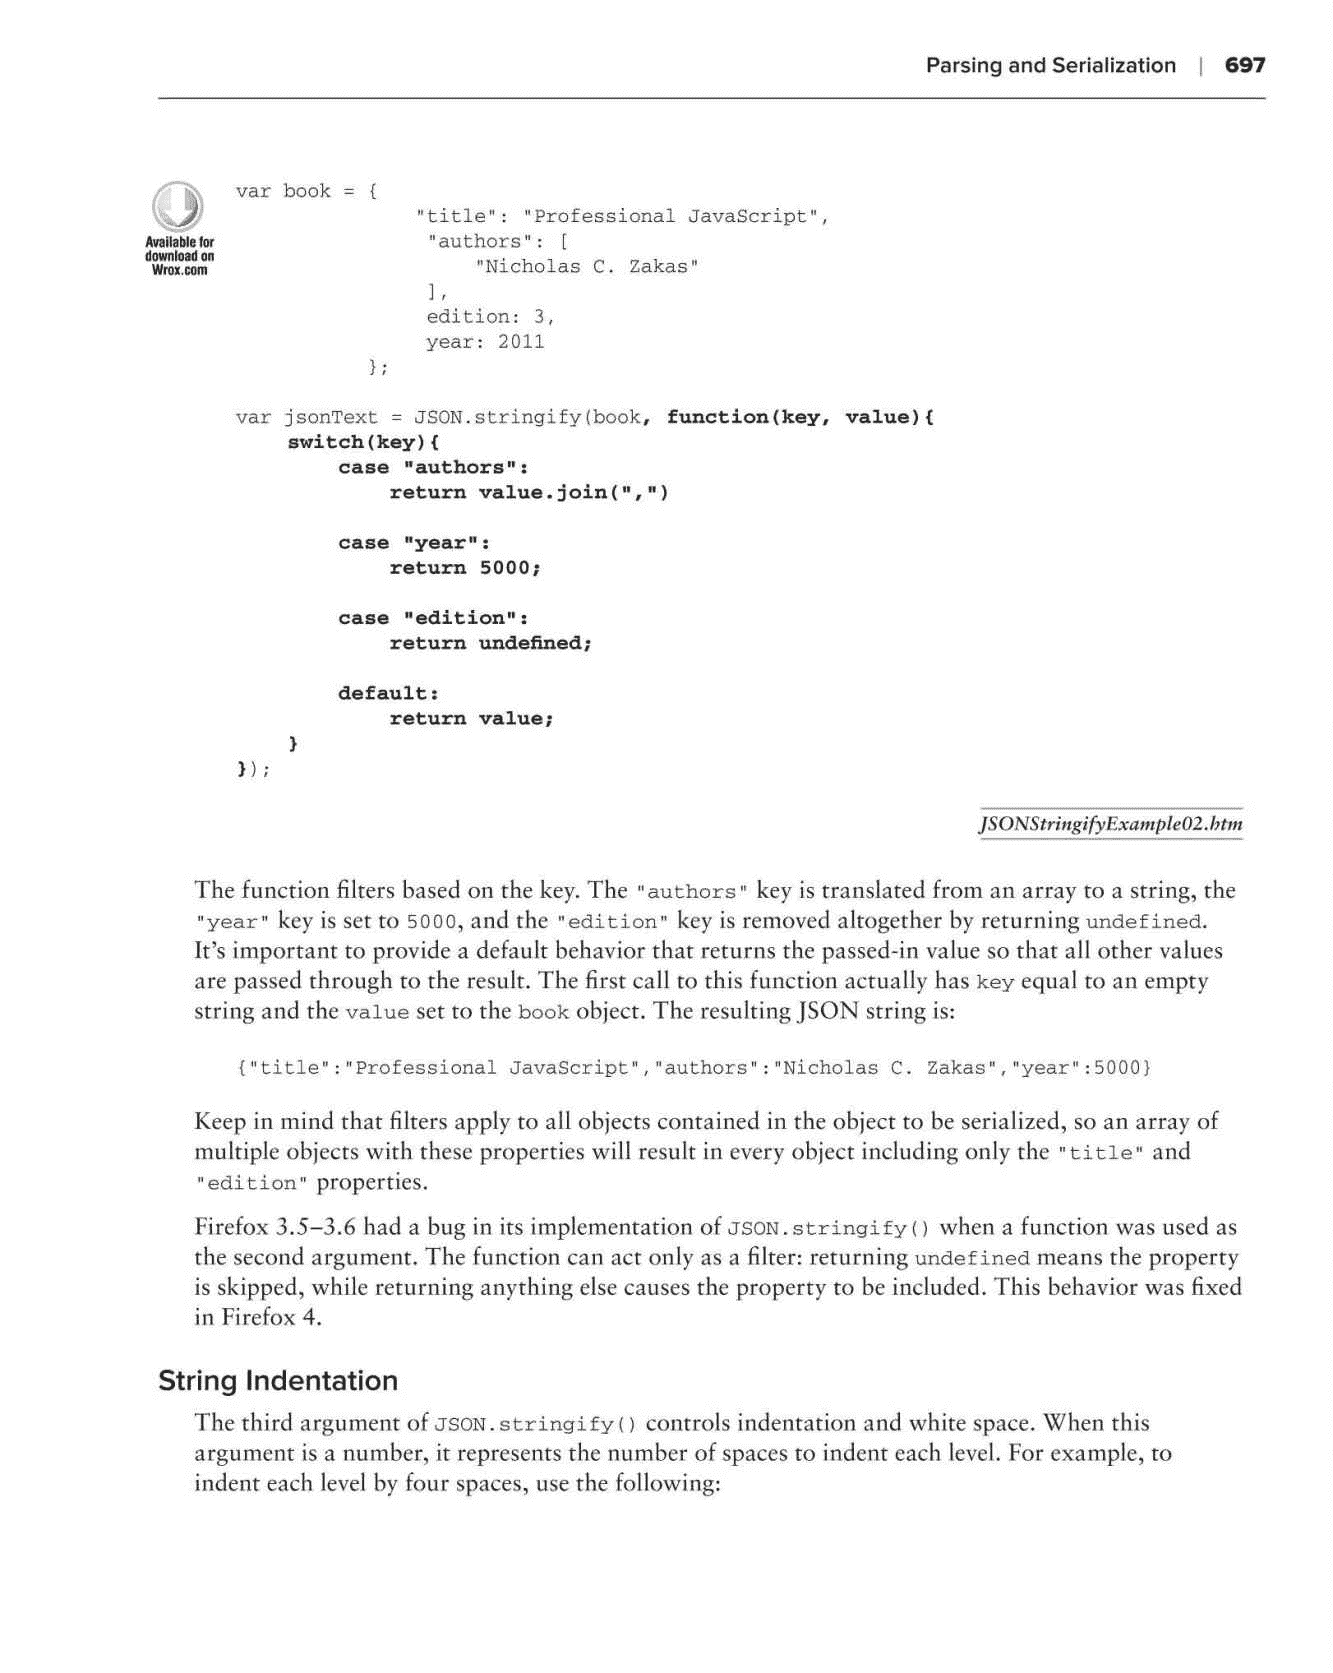 Parsing and Serialization | 697
Available for
download on
Wrox.com
var book = {
"title": "Professional JavaScript",
"authors": [
"Nicholas C. Zakas"
],
edition: 3,
year: 2011
};
var jsonText = JSON.stringify(book, function(key, value){
switch(key){
case "authors":
return value.join(",")
case "year":
return 5000;
case "edition":
return undefined;
default:
return value;
}
});
JSONStringifyExample02.htm
The function filters based on the key. The "authors" key is translated from an array to a string, the
"year" key is set to 5000, and the "edition" key is removed altogether by returning undefined.
It's important to provide a default behavior that returns the passed-in value so that all other values
are passed through to the result. The first call to this function actually has key equal to an empty
string and the value set to the book object. The resulting JSON string is:
{"title":"Professional JavaScript","authors":"Nicholas C. Zakas","year":5000}
Keep in mind that filters apply to all objects contained in the object to be serialized, so an array of
multiple objects with these properties will result in every object including only the "title" and
"edition" properties.
Firefox 3.5–3.6 had a bug in its implementation of JSON.stringify() when a function was used as
the second argument. The function can act only as a filter: returning undefined means the property
is skipped, while returning anything else causes the property to be included. This behavior was fixed
in Firefox 4.
String Indentation
The third argument of JSON.stringify() controls indentation and white space. When this
argument is a number, it represents the number of spaces to indent each level. For example, to
indent each level by four spaces, use the following: